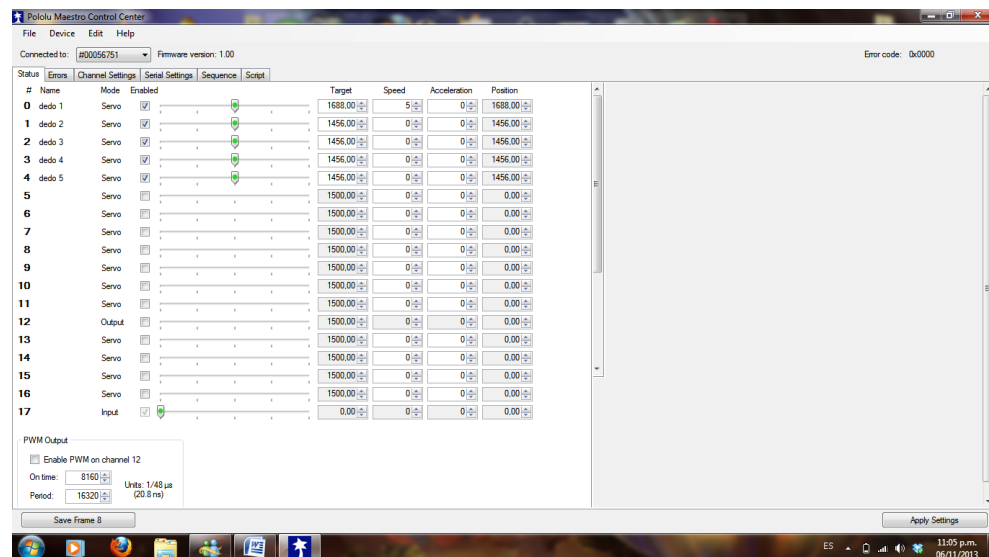 Pololu Maestro Control Center
File Device Edit Help
Connected to: #00056751 Firmware version: 1.00 Error code: 0x0000
Status Errors Channel Settings Serial Settings Sequence Script
# Name Mode Enabled Target Speed Acceleration Position
0 dedo 1 Servo 1688,00 5 0 1688,00
1 dedo 2 Servo 1456,00 0 0 1456,00
2 dedo 3 Servo 1456,00 0 0 1456,00
3 dedo 4 Servo 1456,00 0 0 1456,00
4 dedo 5 Servo 1456,00 0 0 1456,00
5 Servo 1500,00 0 0 0,00
6 Servo 1500,00 0 0 0,00
7 Servo 1500,00 0 0 0,00
8 Servo 1500,00 0 0 0,00
9 Servo 1500,00 0 0 0,00
10 Servo 1500,00 0 0 0,00
11 Servo 1500,00 0 0 0,00
12 Output 1500,00 0 0 0,00
13 Servo 1500,00 0 0 0,00
14 Servo 1500,00 0 0 0,00
15 Servo 1500,00 0 0 0,00
16 Servo 1500,00 0 0 0,00
17 Input 0,00 0 0 0,00
PWM Output
Enable PWM on channel 12
On time: 8160
Units: 1/48 µs
Period: 16320 (20.8 ns)
Save Frame 8 Apply Settings
ES 11:05 p.m.
06/11/2013